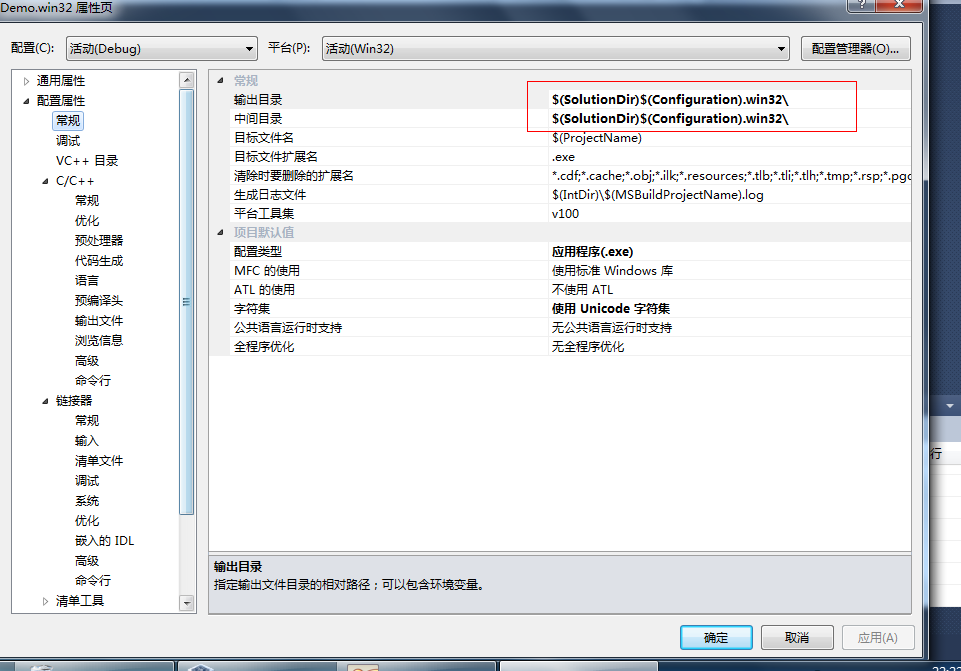 Demo.win32 属性页
配置(C): 活动(Debug) 平台(P): 活动(Win32) 配置管理器(O)...
通用属性
配置属性
常规
调试
VC++ 目录
C/C++
常规
优化
预处理器
代码生成
语言
预编译头
输出文件
浏览信息
高级
命令行
链接器
常规
输入
清单文件
调试
系统
优化
嵌入的 IDL
高级
命令行
清单工具
常规
输出目录 $(SolutionDir)$(Configuration).win32\
中间目录 $(SolutionDir)$(Configuration).win32\
目标文件名 $(ProjectName)
目标文件扩展名 .exe
清除时要删除的扩展名 *.cdf;*.cache;*.obj;*.ilk;*.resources;*.tlb;*.tli;*.tlh;*.tmp;*.rsp;*.pgc
生成日志文件 $(IntDir)\$(MSBuildProjectName).log
平台工具集 v100
项目默认值
配置类型 应用程序(.exe)
MFC 的使用 使用标准 Windows 库
ATL 的使用 不使用 ATL
字符集 使用 Unicode 字符集
公共语言运行时支持 无公共语言运行时支持
全程序优化 无全程序优化
输出目录
指定输出文件目录的相对路径；可以包含环境变量。
确定 取消 应用(A)
行